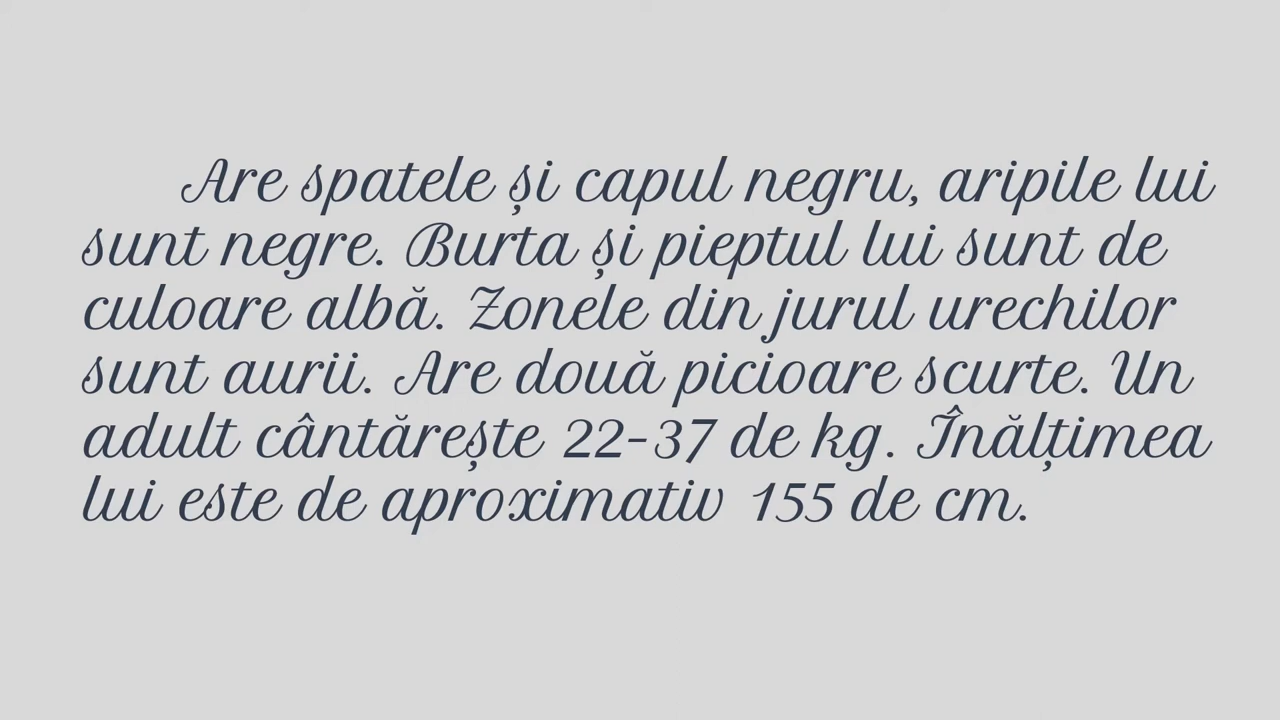 Are spatele și capul negru, aripile lui
sunt negre. Burta și pieptul lui sunt de
culoare albă. Zonele din jurul urechilor
sunt aurii. Are două picioare scurte. Un
adult cântărește 22-37 de kg. Înălțimea
lui este de aproximativ 155 de cm.